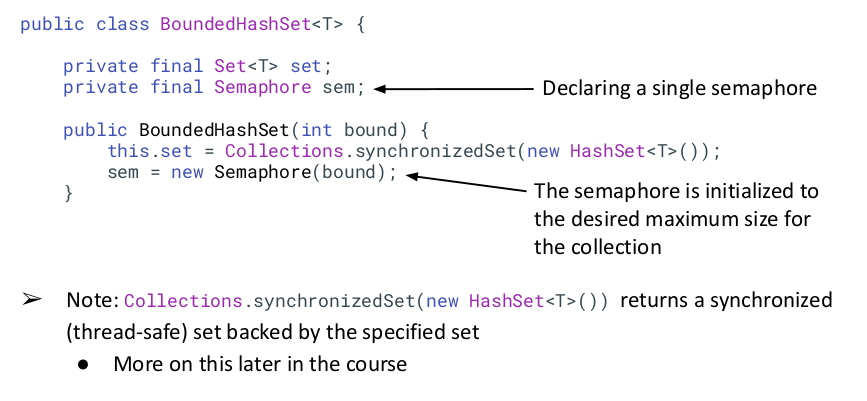 public class BoundedHashSet<T> {
private final Set<T> set;
private final Semaphore sem;
Declaring a single semaphore
public BoundedHashSet(int bound) {
this.set = Collections.synchronizedSet(new HashSet<T>());
sem = new Semaphore(bound);
}
The semaphore is initialized to
the desired maximum size for
the collection
➢ Note: Collections.synchronizedSet(new HashSet<T>()) returns a synchronized
(thread-safe) set backed by the specified set
● More on this later in the course